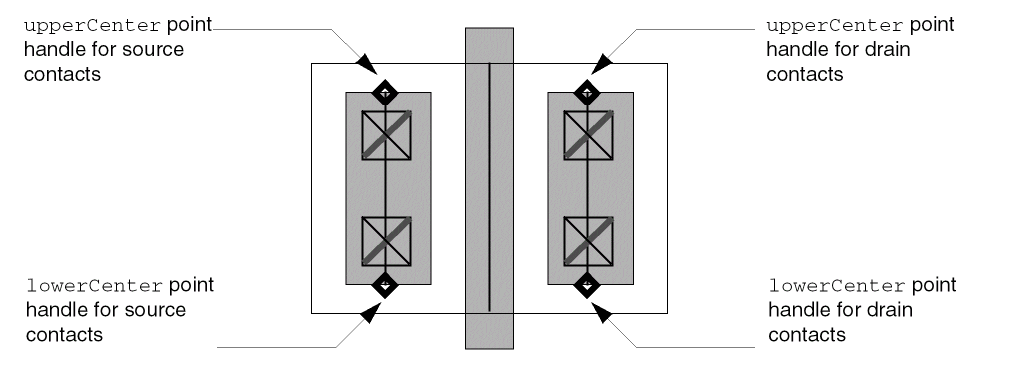 upperCenter point
handle for source
contacts
upperCenter point
handle for drain
contacts
lowerCenter point
handle for source
contacts
lowerCenter point
handle for drain
contacts